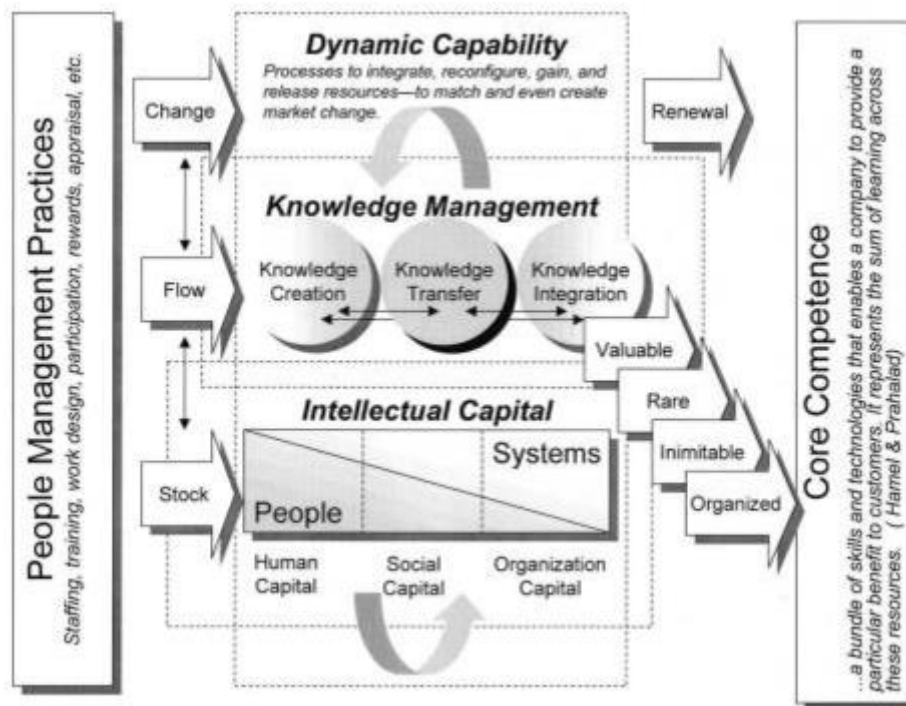 People Management Practices
Staffing, training, work design, participation, rewards, appraisal, etc.
Change
Flow
Stock
Dynamic Capability
Processes to integrate, reconfigure, gain, and
release resources—to match and even create
market change.
Knowledge Management
Knowledge
Creation
Knowledge
Transfer
Knowledge
Integration
Intellectual Capital
Systems
People
Human
Capital
Social
Capital
Organization
Capital
Renewal
Valuable
Rare
Inimitable
Organized
Core Competence
...a bundle of skills and technologies that enables a company to provide a
particular benefit to customers. it represents the sum of learning across
these resources. ( Hamel & Prahalad)